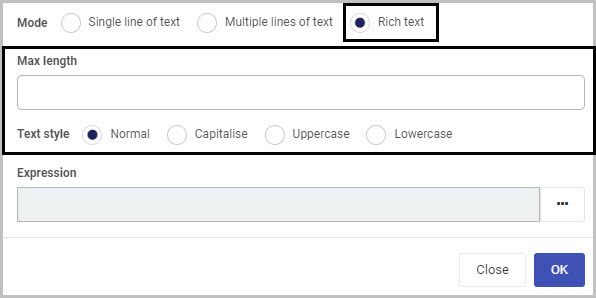 Mode Single line of text Multiple lines of text Rich text
Max length
Text style Normal Capitalise Uppercase Lowercase
Expression
•••
Close OK